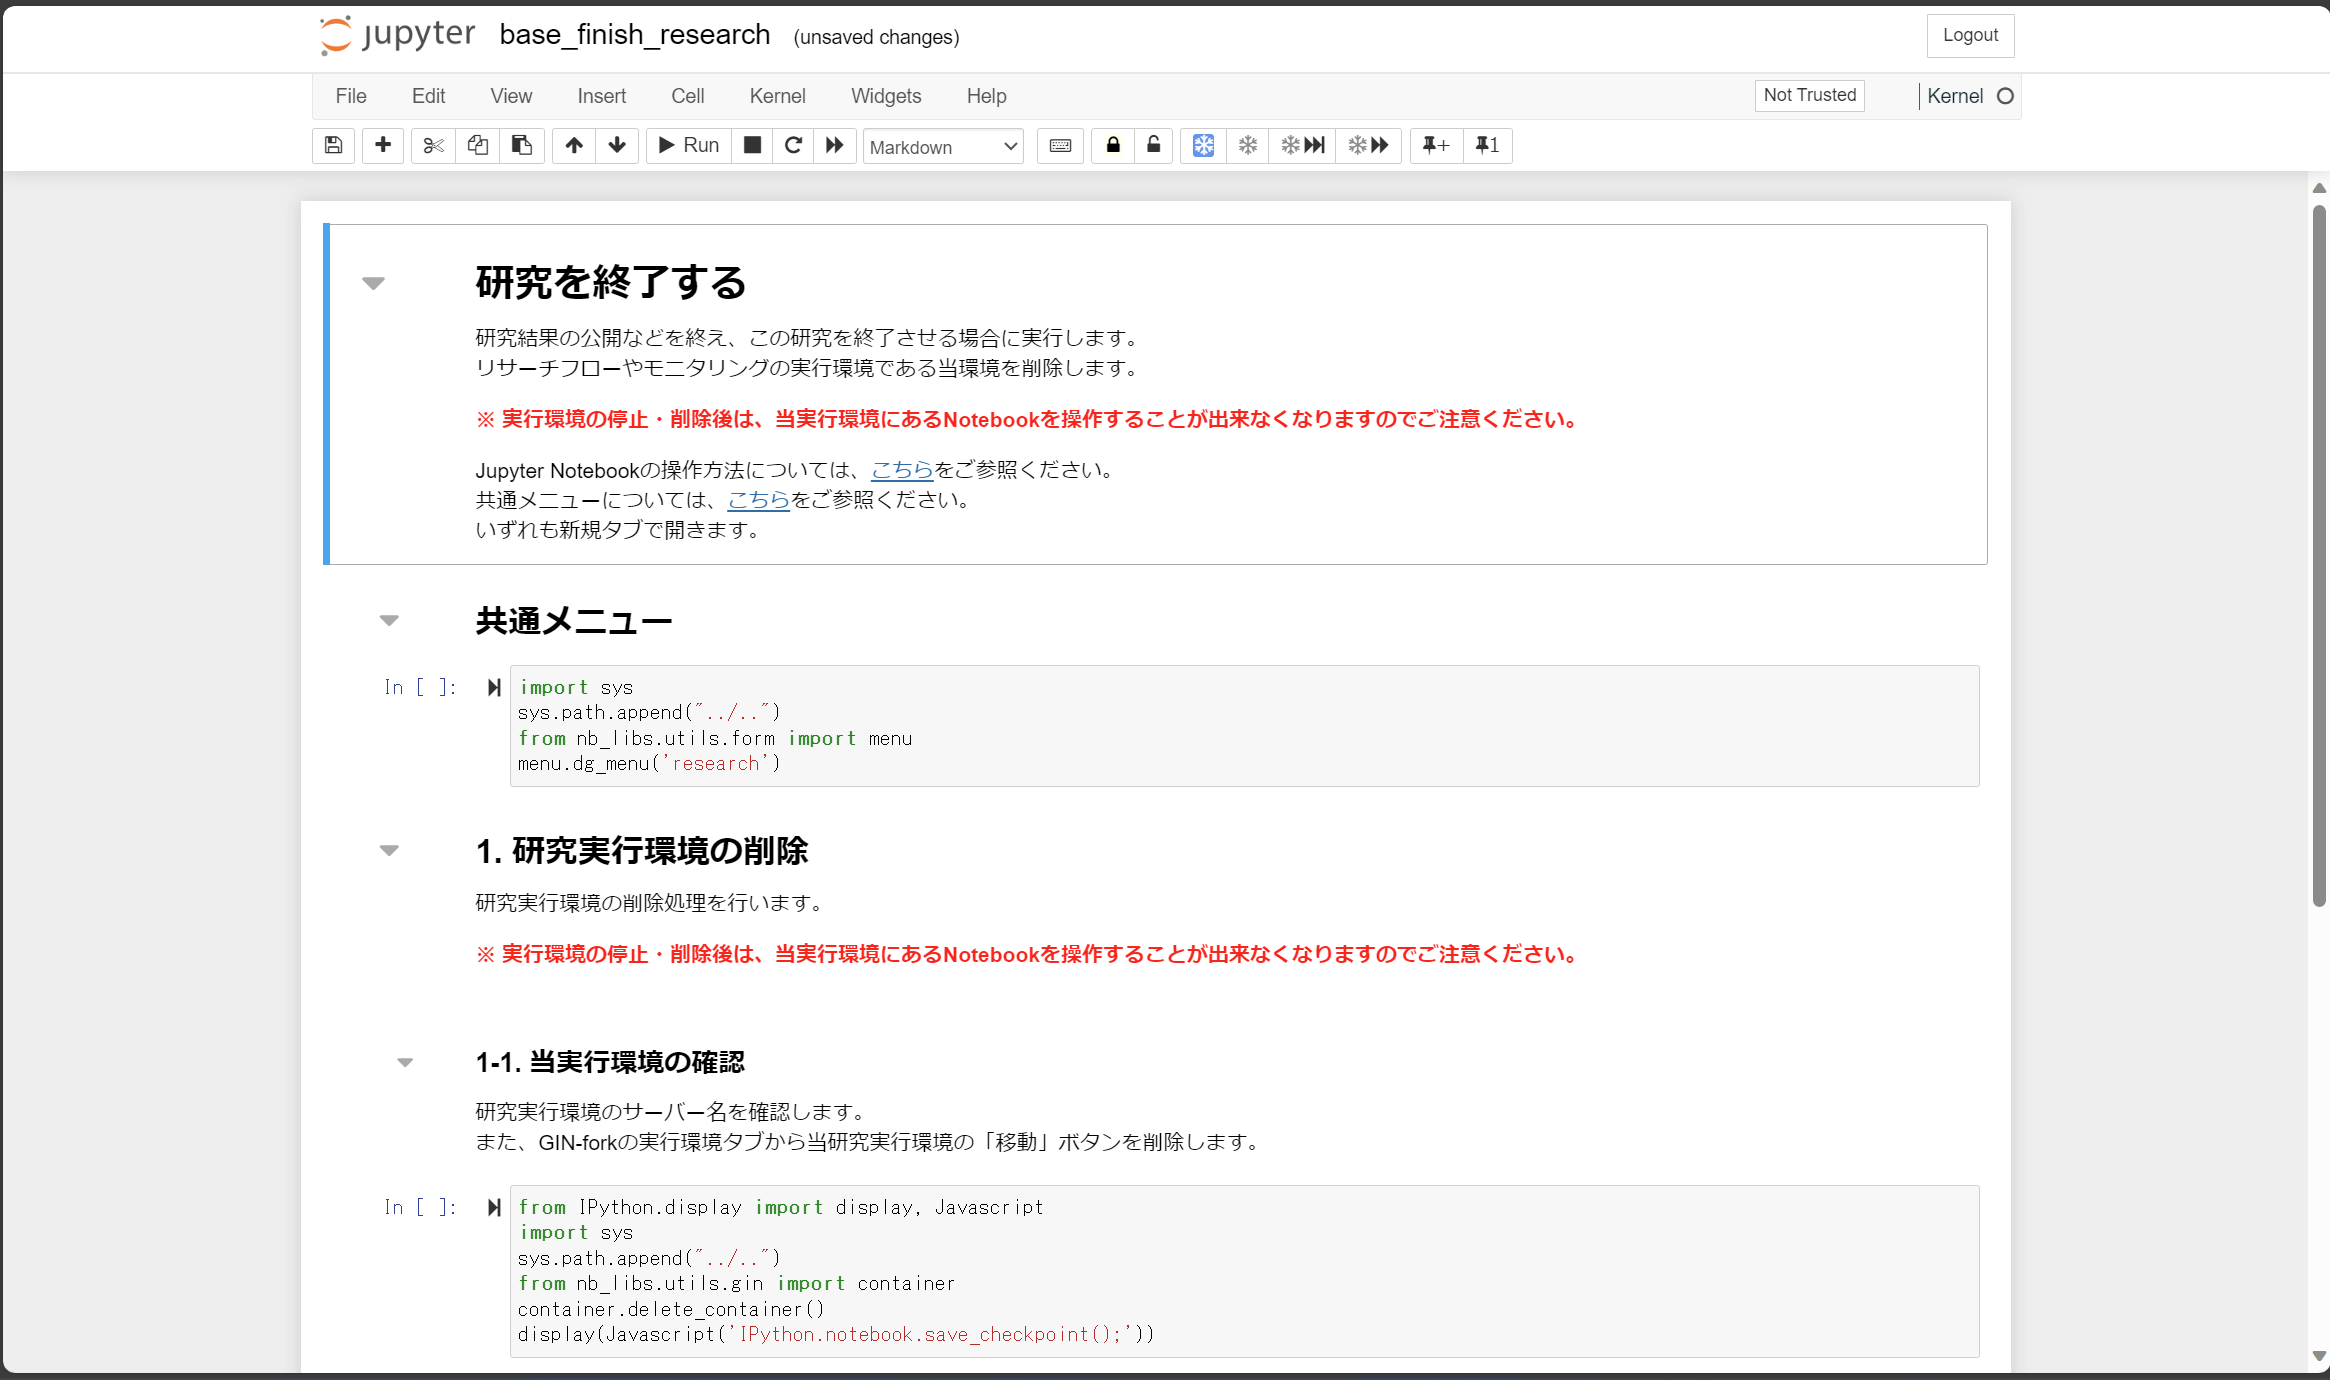 jupyter base_finish_research (unsaved changes) Logout
File Edit View Insert Cell Kernel Widgets Help Not Trusted Kernel
Run Markdown + 1
研究を終了する
研究結果の公開などを終え、この研究を終了させる場合に実行します。
リサーチフローやモニタリングの実行環境である当環境を削除します。
※ 実行環境の停止・削除後は、当実行環境にあるNotebookを操作することが出来なくなりますのでご注意ください。
Jupyter Notebookの操作方法については、こちらをご参照ください。
共通メニューについては、こちらをご参照ください。
いずれも新規タブで開きます。
共通メニュー
In [ ]: import sys
sys.path.append("../..")
from nb_libs.utils.form import menu
menu.dg_menu('research')
1. 研究実行環境の削除
研究実行環境の削除処理を行います。
※ 実行環境の停止・削除後は、当実行環境にあるNotebookを操作することが出来なくなりますのでご注意ください。
1-1. 当実行環境の確認
研究実行環境のサーバー名を確認します。
また、GIN-forkの実行環境タブから当研究実行環境の「移動」ボタンを削除します。
In [ ]: from IPython.display import display, Javascript
import sys
sys.path.append("../..")
from nb_libs.utils.gin import container
container.delete_container()
display(Javascript('IPython.notebook.save_checkpoint();'))